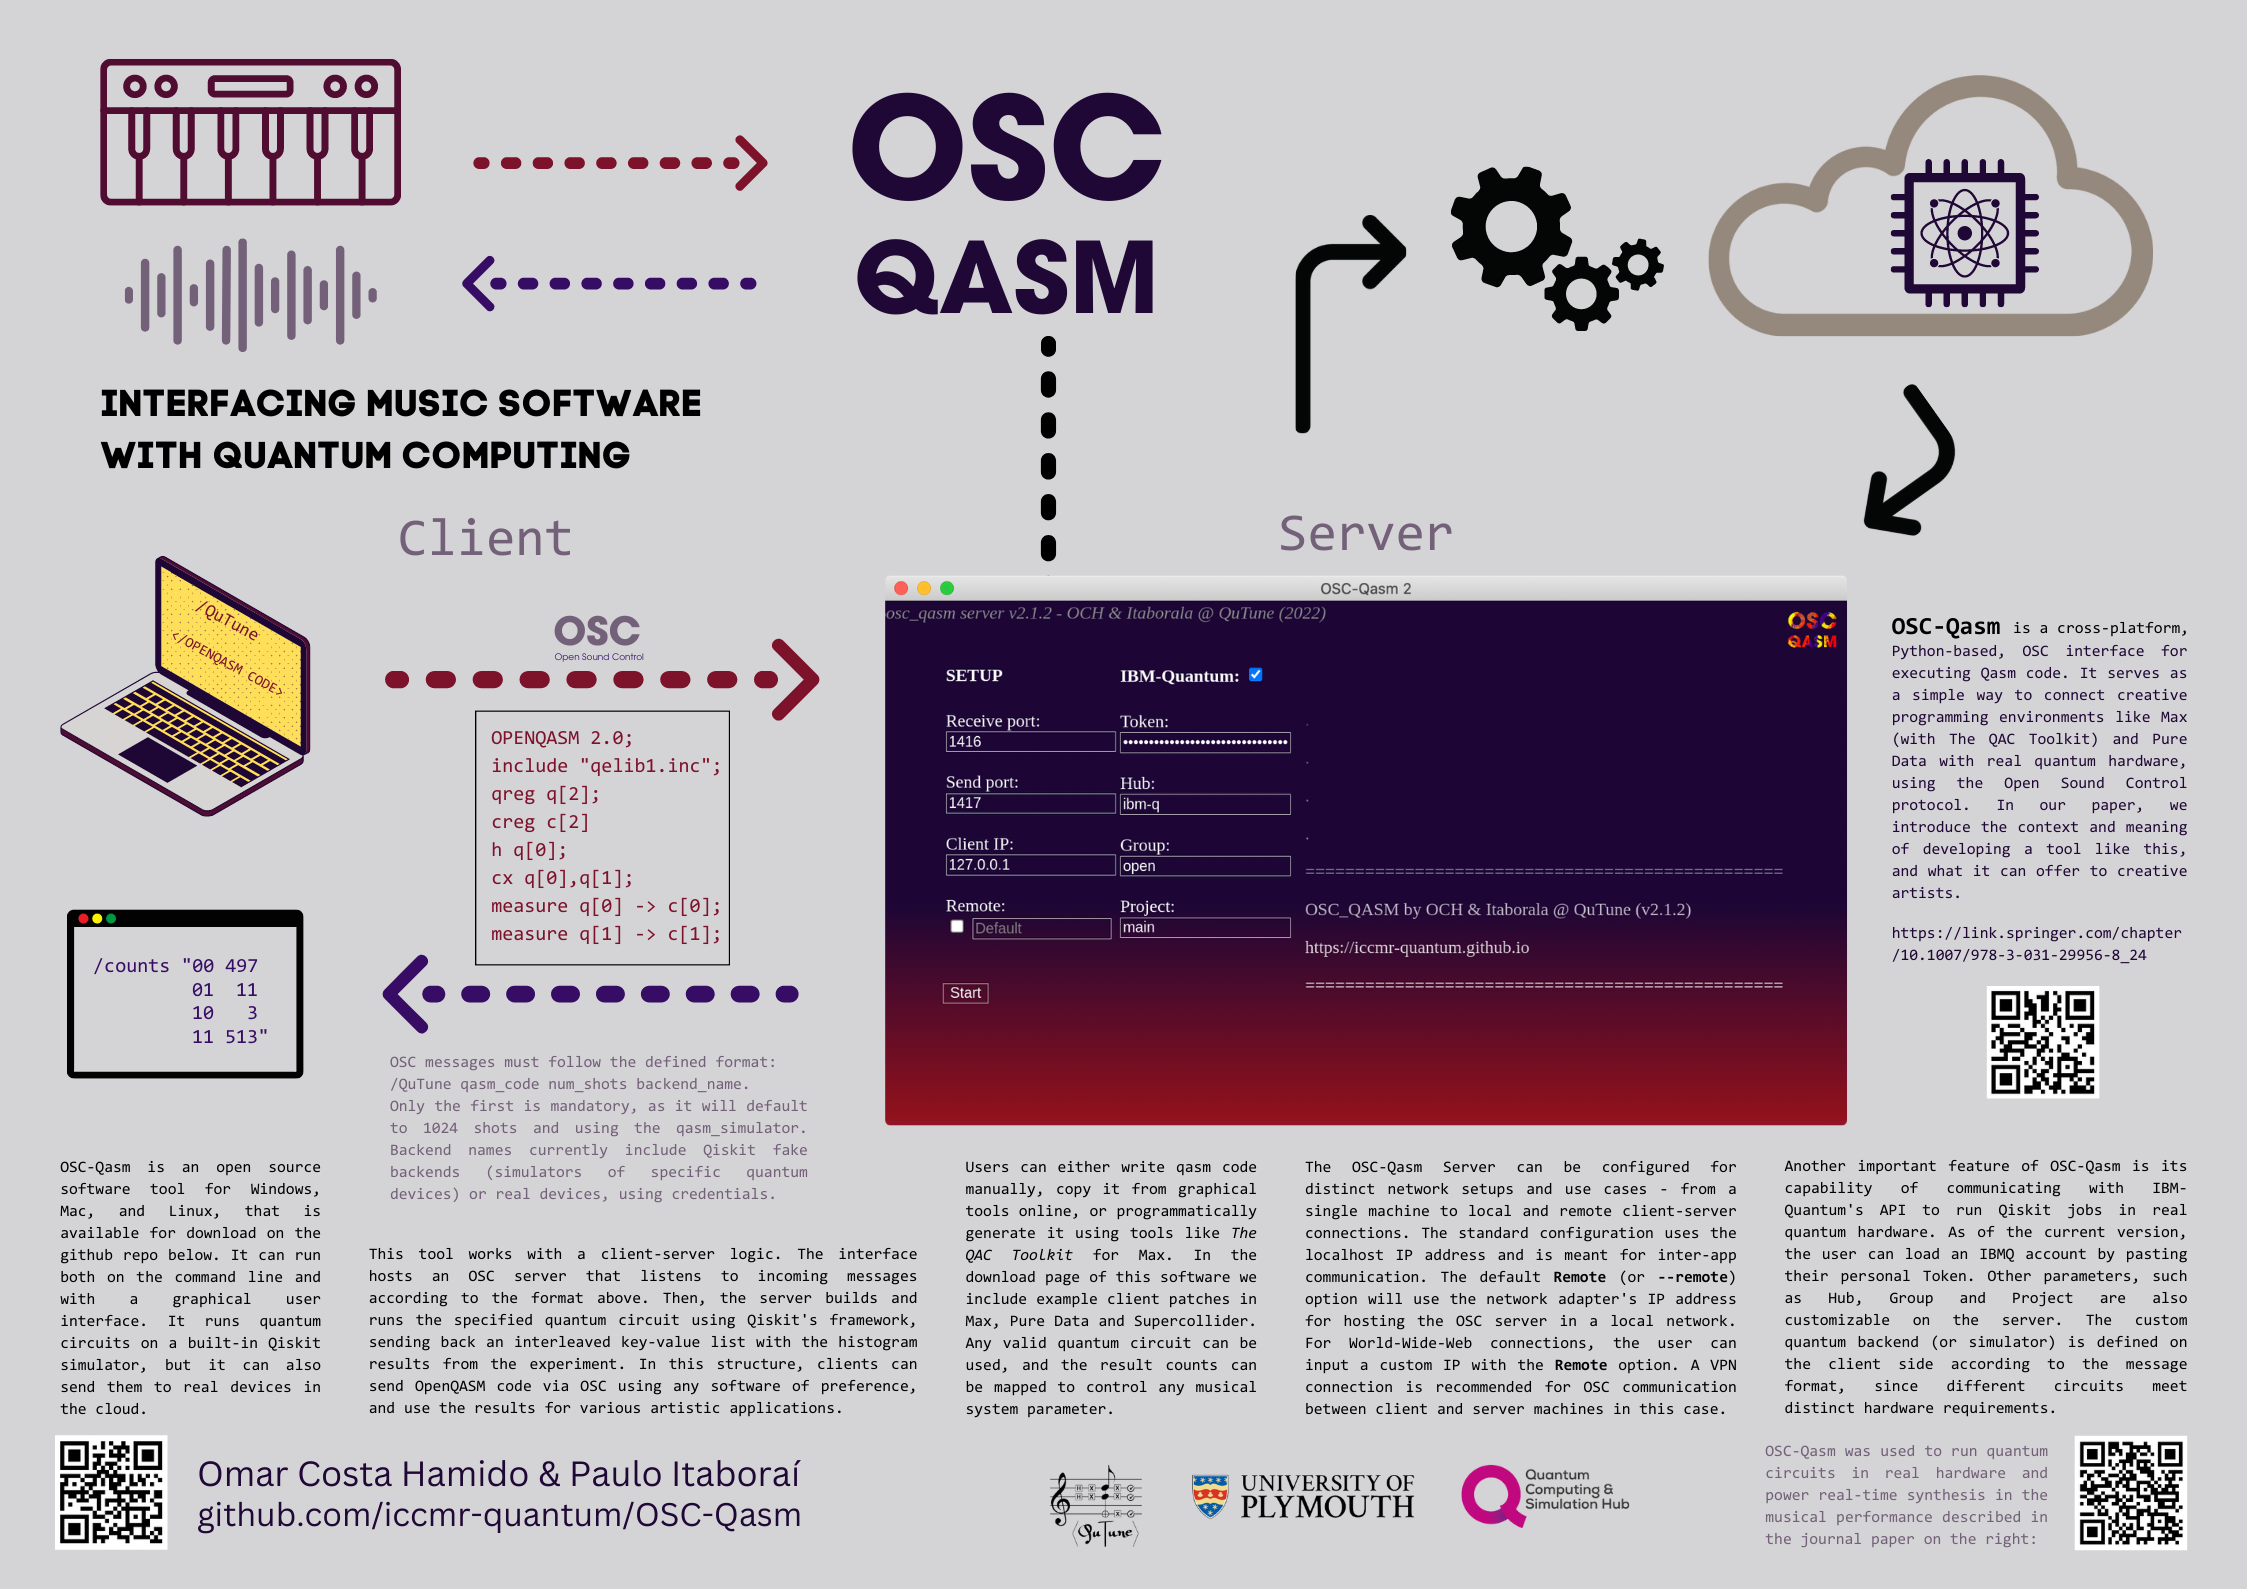 OSC
QASM
INTERFACING MUSIC SOFTWARE
WITH QUANTUM COMPUTING
Client
Server
/QuTune
</OPENQASM CODE>
OSC
Open Sound Control
OPENQASM 2.0;
include "qelib1.inc";
qreg q[2];
creg c[2]
h q[0];
cx q[0],q[1];
measure q[0] -> c[0];
measure q[1] -> c[1];
/counts "00 497
01 11
10 3
11 513"
OSC messages must follow the defined format:
/QuTune qasm_code num_shots backend_name.
Only the first is mandatory, as it will default
to 1024 shots and using the qasm_simulator.
Backend names currently include Qiskit fake
backends (simulators of specific quantum
devices) or real devices, using credentials.
OSC-Qasm 2
osc_qasm server v2.1.2 - OCH & Itaborala @ QuTune (2022)
OSC
QASM
SETUP
IBM-Quantum:
Receive port:
1416
Token:
••••••••••••••••••••••••••••••••
Send port:
1417
Hub:
ibm-q
Client IP:
127.0.0.1
Group:
open
Remote:
Default
Project:
main
Start
.
.
.
.
================================================
OSC_QASM by OCH & Itaborala @ QuTune (v2.1.2)
https://iccmr-quantum.github.io
================================================
OSC-Qasm is a cross-platform,
Python-based, OSC interface for
executing Qasm code. It serves as
a simple way to connect creative
programming environments like Max
(with The QAC Toolkit) and Pure
Data with real quantum hardware,
using the Open Sound Control
protocol. In our paper, we
introduce the context and meaning
of developing a tool like this,
and what it can offer to creative
artists.
https://link.springer.com/chapter
/10.1007/978-3-031-29956-8_24
OSC-Qasm is an open source
software tool for Windows,
Mac, and Linux, that is
available for download on the
github repo below. It can run
both on the command line and
with a graphical user
interface. It runs quantum
circuits on a built-in Qiskit
simulator, but it can also
send them to real devices in
the cloud.
This tool works with a client-server logic. The interface
hosts an OSC server that listens to incoming messages
according to the format above. Then, the server builds and
runs the specified quantum circuit using Qiskit's framework,
sending back an interleaved key-value list with the histogram
results from the experiment. In this structure, clients can
send OpenQASM code via OSC using any software of preference,
and use the results for various artistic applications.
Users can either write qasm code
manually, copy it from graphical
tools online, or programmatically
generate it using tools like The
QAC Toolkit for Max. In the
download page of this software we
include example client patches in
Max, Pure Data and Supercollider.
Any valid quantum circuit can be
used, and the result counts can
be mapped to control any musical
system parameter.
The OSC-Qasm Server can be configured for
distinct network setups and use cases - from a
single machine to local and remote client-server
connections. The standard configuration uses the
localhost IP address and is meant for inter-app
communication. The default Remote (or --remote)
option will use the network adapter's IP address
for hosting the OSC server in a local network.
For World-Wide-Web connections, the user can
input a custom IP with the Remote option. A VPN
connection is recommended for OSC communication
between client and server machines in this case.
Another important feature of OSC-Qasm is its
capability of communicating with IBM-
Quantum's API to run Qiskit jobs in real
quantum hardware. As of the current version,
the user can load an IBMQ account by pasting
their personal Token. Other parameters, such
as Hub, Group and Project are also
customizable on the server. The custom
quantum backend (or simulator) is defined on
the client side according to the message
format, since different circuits meet
distinct hardware requirements.
Omar Costa Hamido & Paulo Itaboraí
github.com/iccmr-quantum/OSC-Qasm
QuTune
UNIVERSITY OF
PLYMOUTH
Quantum
Computing &
Simulation Hub
OSC-Qasm was used to run quantum
circuits in real hardware and
power real-time synthesis in the
musical performance described in
the journal paper on the right: